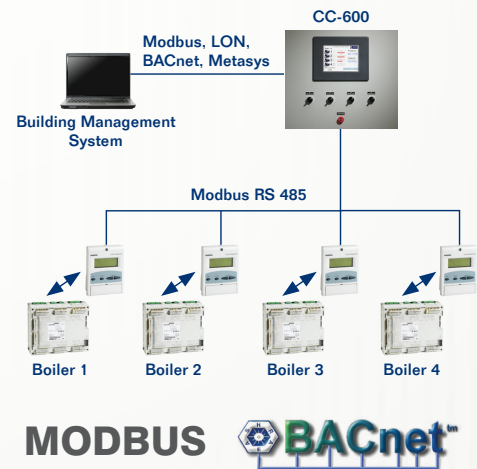 CC-600
Modbus, LON,
BACnet, Metasys
Building Management
System
Modbus RS 485
Boiler 1
Boiler 2
Boiler 3
Boiler 4
MODBUS
BACnet™